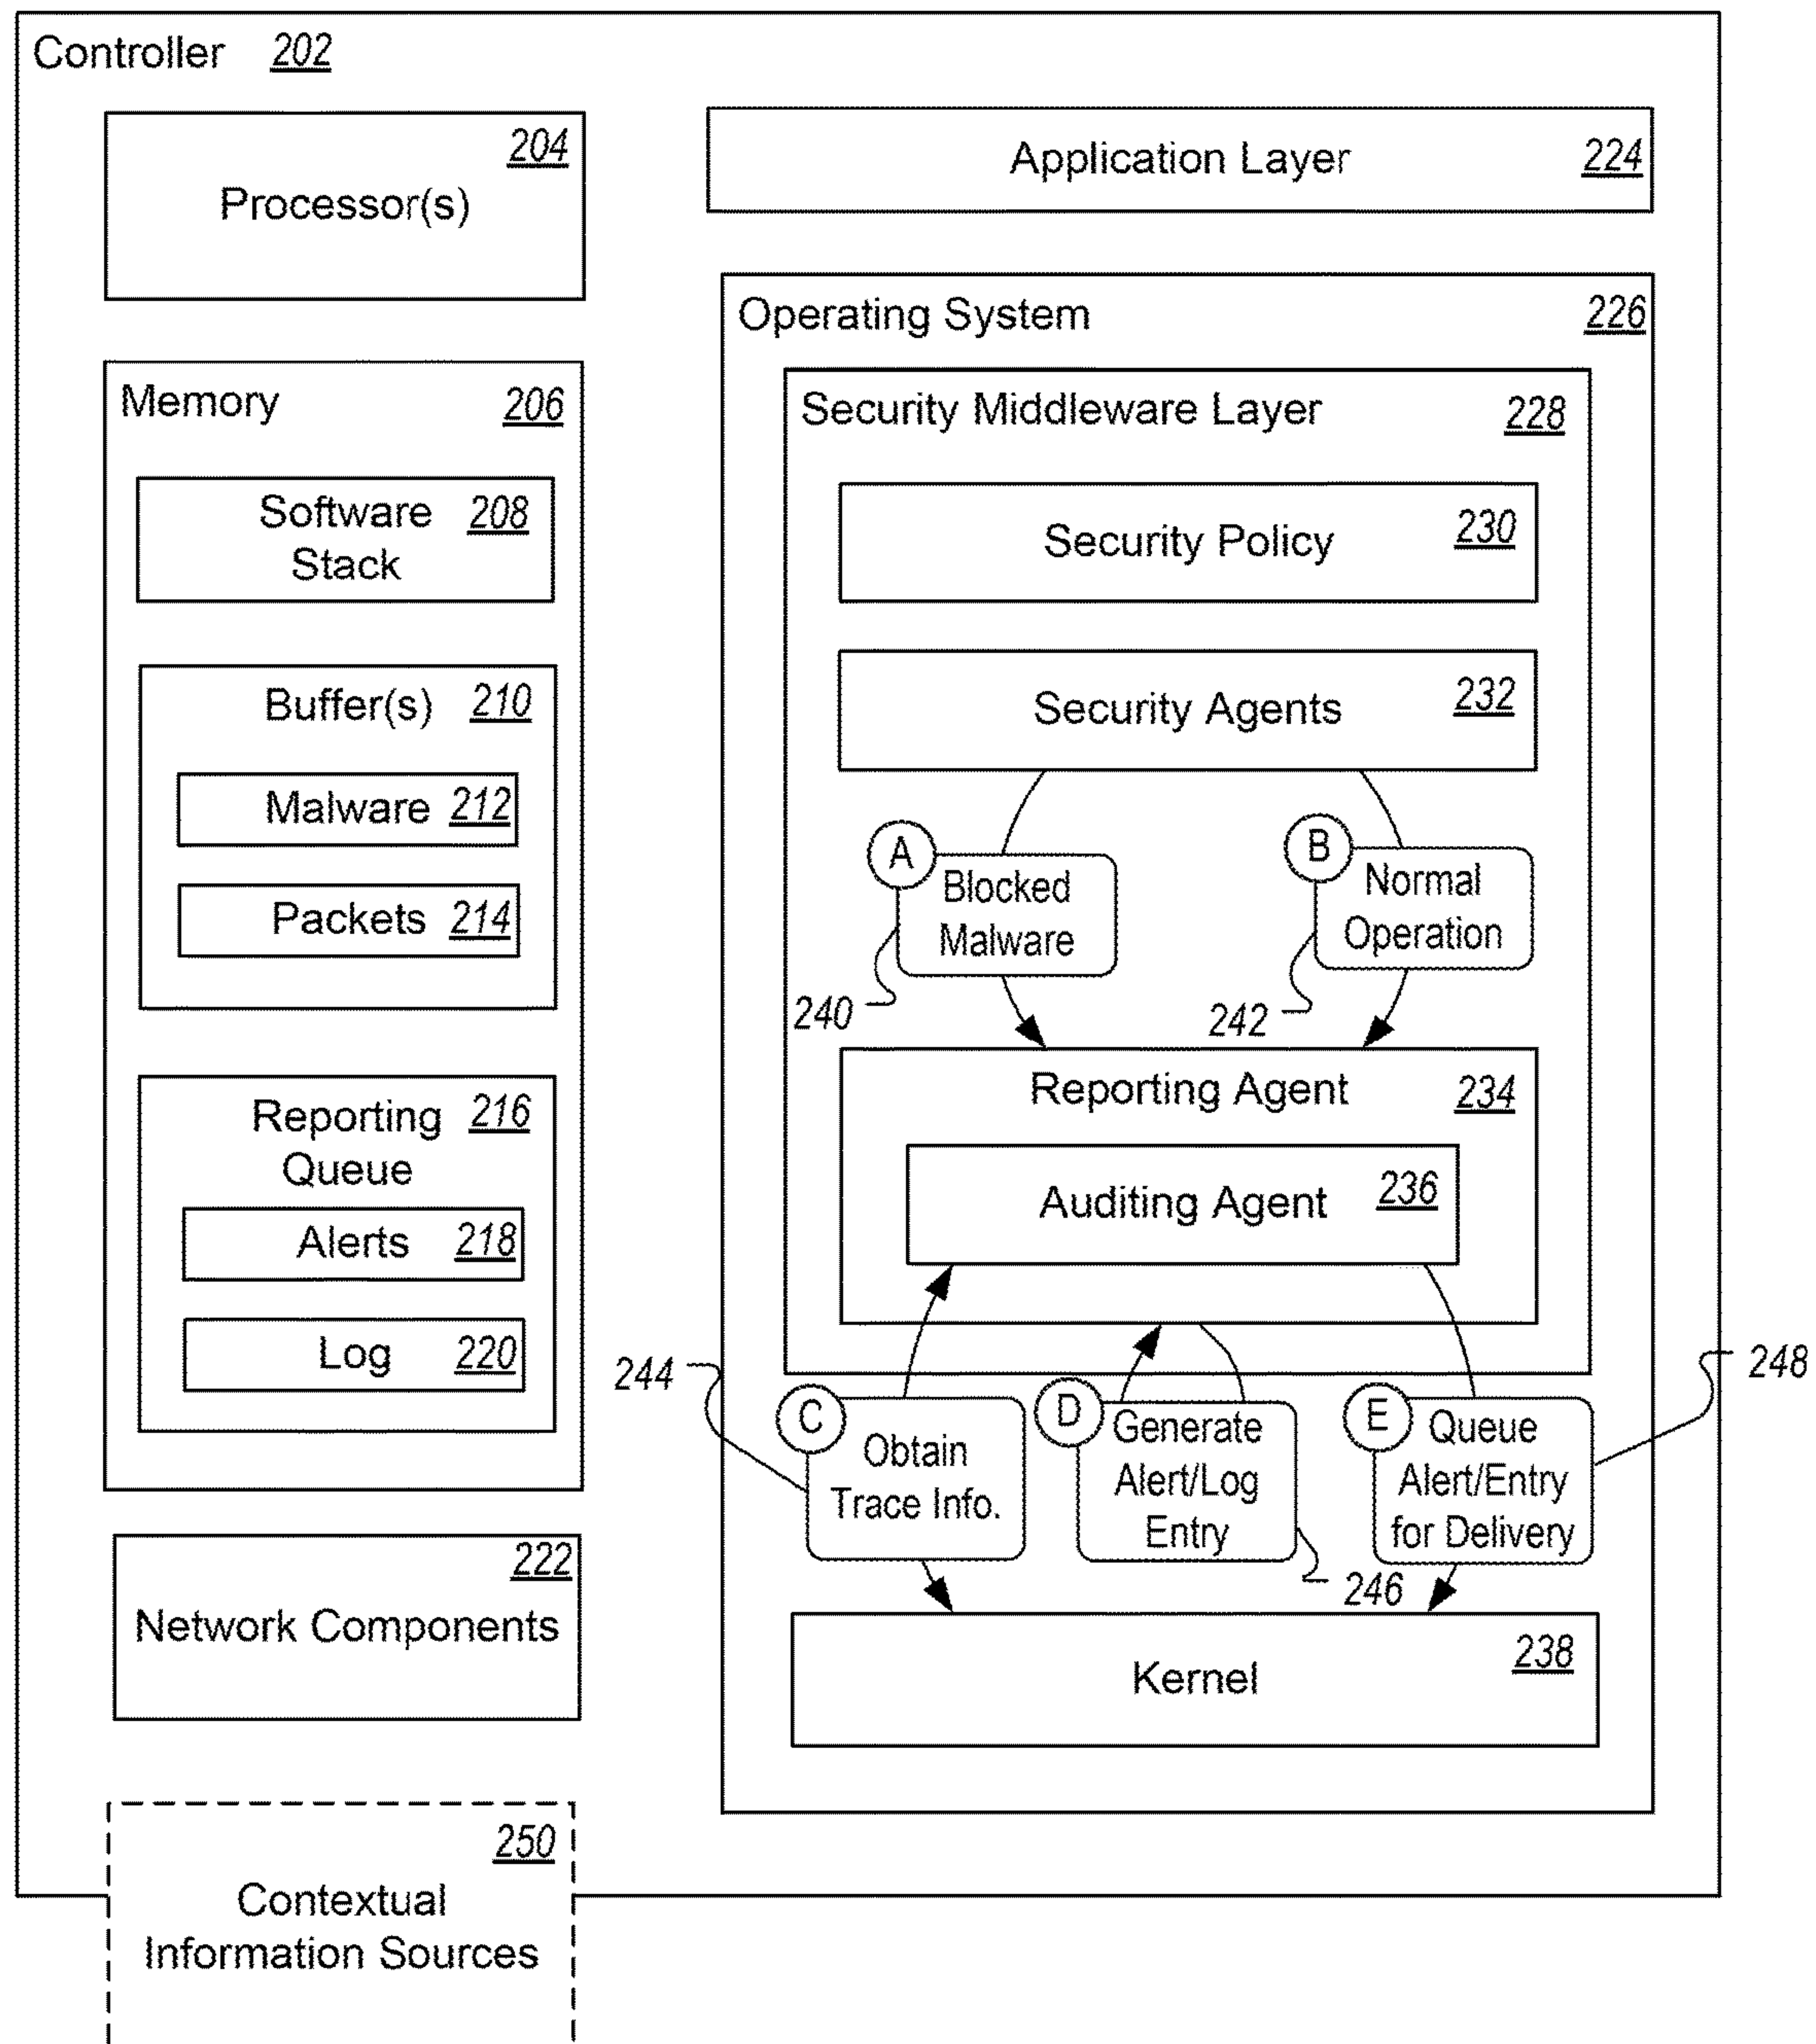 Controller 202
204
Processor(s)
Memory 206
Software 208
Stack
Buffer(s) 210
Malware 212
Packets 214
Reporting 216
Queue
Alerts 218
Log 220
222
Network Components
250
Contextual
Information Sources
Application Layer 224
Operating System 226
Security Middleware Layer 228
Security Policy 230
Security Agents 232
A
Blocked
Malware
240
B
Normal
Operation
242
Reporting Agent 234
Auditing Agent 236
244
C
Obtain
Trace Info.
D
Generate
Alert/Log
Entry
246
E
Queue
Alert/Entry
for Delivery
248
Kernel 238